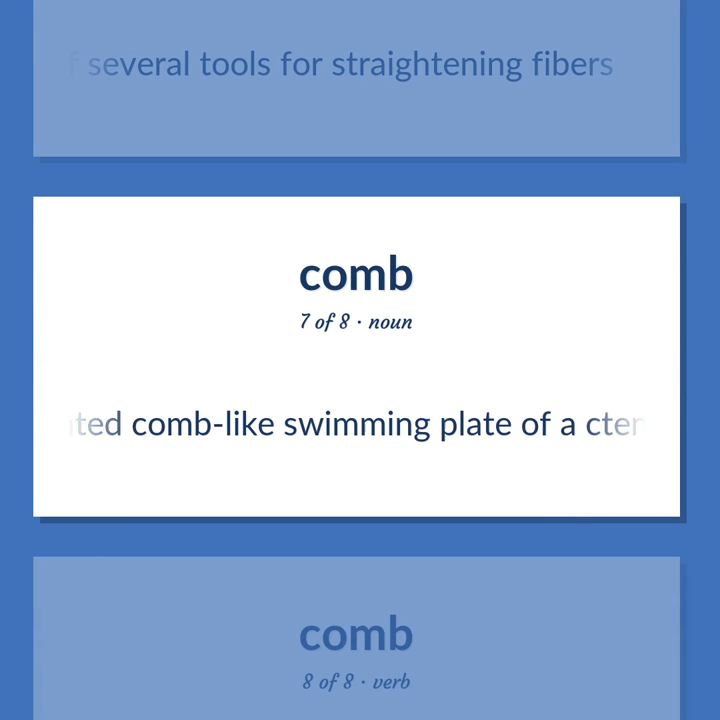 several tools for straightening fibers
comb
7 of 8 · noun
comb-like swimming plate of a
comb
8 of 8 · verb